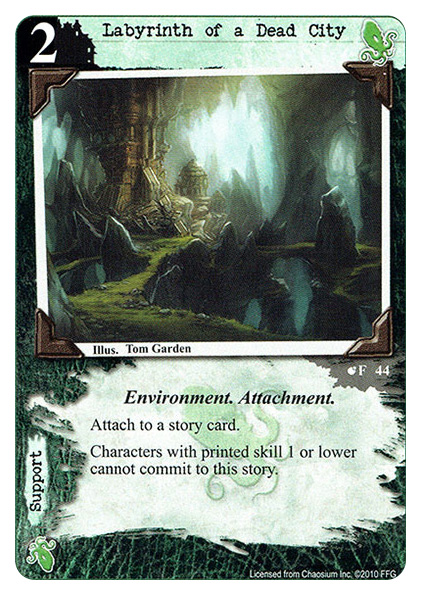 2
Labyrinth of a Dead City
Illus. Tom Garden
F 44
Environment. Attachment.
Attach to a story card.
Characters with printed skill 1 or lower
cannot commit to this story.
Support
Licensed from Chaosium Inc. ©2010 FFG